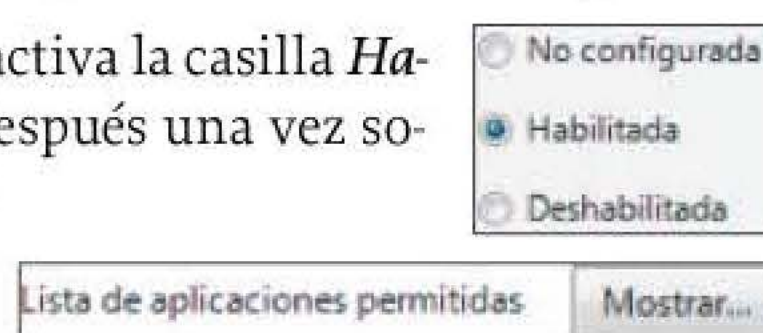 activa la casilla Ha-
espués una vez so-
No configurada
Habilitada
Deshabilitada
Lista de aplicaciones permitidas
Mostrar...